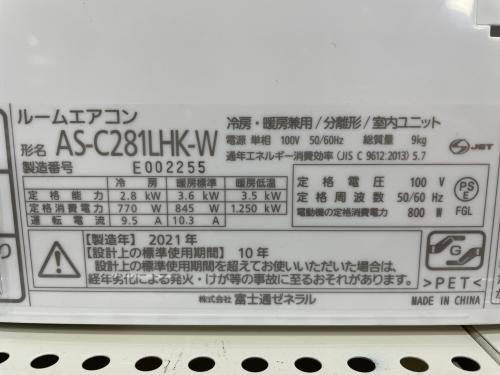 ルームエアコン
冷房・暖房兼用/分離形/室内ユニット
形名 AS-C281LHK-W
電源 単相 100V 50/60Hz 総質量 9kg
製造番号 E002255
通年エネルギー消費効率(JIS C 9612:2013) 5.7
JET
冷房 暖房標準 暖房低温
定格能力 2.8 kW 3.6 kW 3.5 kW
定格消費電力 770 W 845 W 1,250 kW
運転電流 9.5 A 10.3 A
定格電圧 100 V
定格周波数 50/60 Hz
電動機の定格消費電力 800 W
PSE
FGL
【製造年】2021年
【設計上の標準使用期間】10年
設計上の標準使用期間を超えてお使いいただいた場合は、
経年劣化による発火・けが等の事故に至るおそれがあります。
G
>PET<
株式会社 富士通ゼネラル
MADE IN CHINA